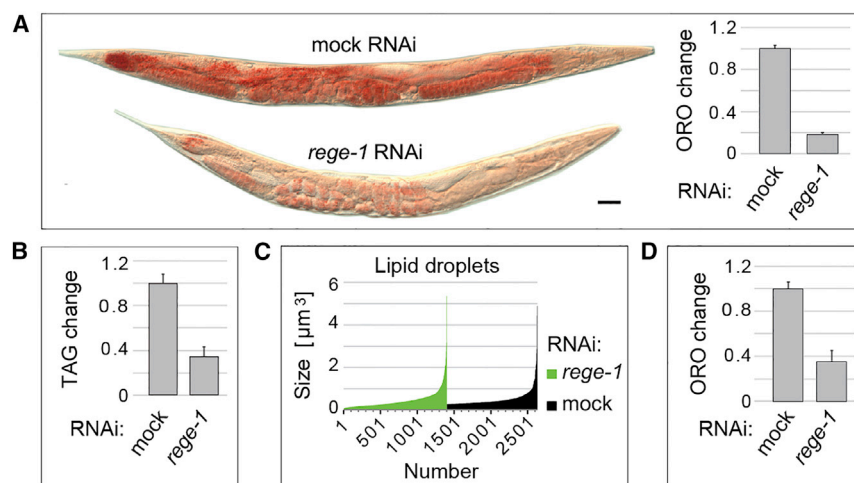 A
mock RNAi
rege-1 RNAi
ORO change
1.2
0.8
0.4
0
RNAi:
mock
rege-1
B
TAG change
1.2
0.8
0.4
0
RNAi:
mock
rege-1
C
Lipid droplets
Size [µm³]
6
4
2
0
1
501
1001
1501
2001
2501
Number
RNAi:
rege-1
mock
D
ORO change
1.2
0.8
0.4
0
RNAi:
mock
rege-1